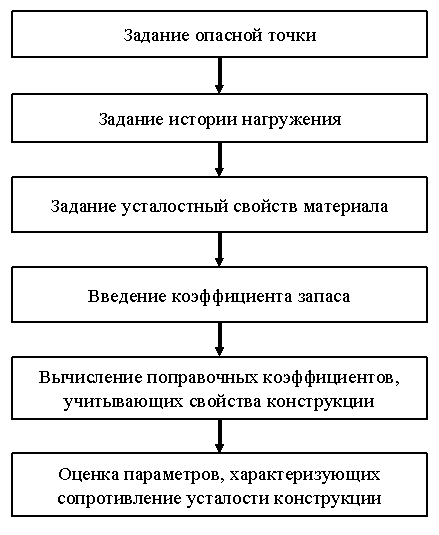 Задание опасной точки
Задание истории нагружения
Задание усталостный свойств материала
Введение коэффициента запаса
Вычисление поправочных коэффициентов,
учитывающих свойства конструкции
Оценка параметров, характеризующих
сопротивление усталости конструкции